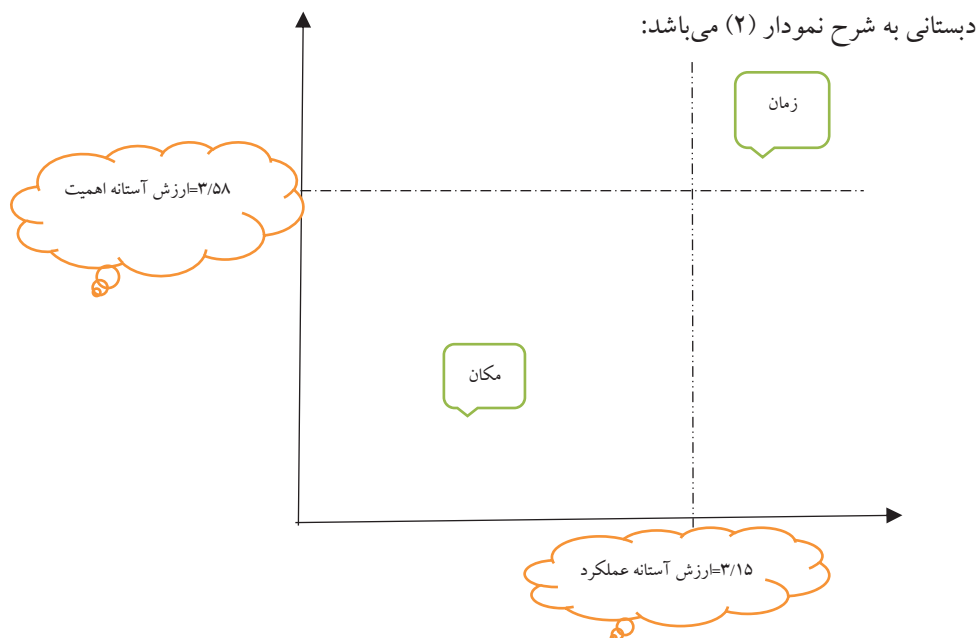 دبستانی به شرح نمودار (۲) می‌باشد:
زمان
۳/۵۸=ارزش آستانه اهمیت
مکان
۳/۱۵=ارزش آستانه عملکرد